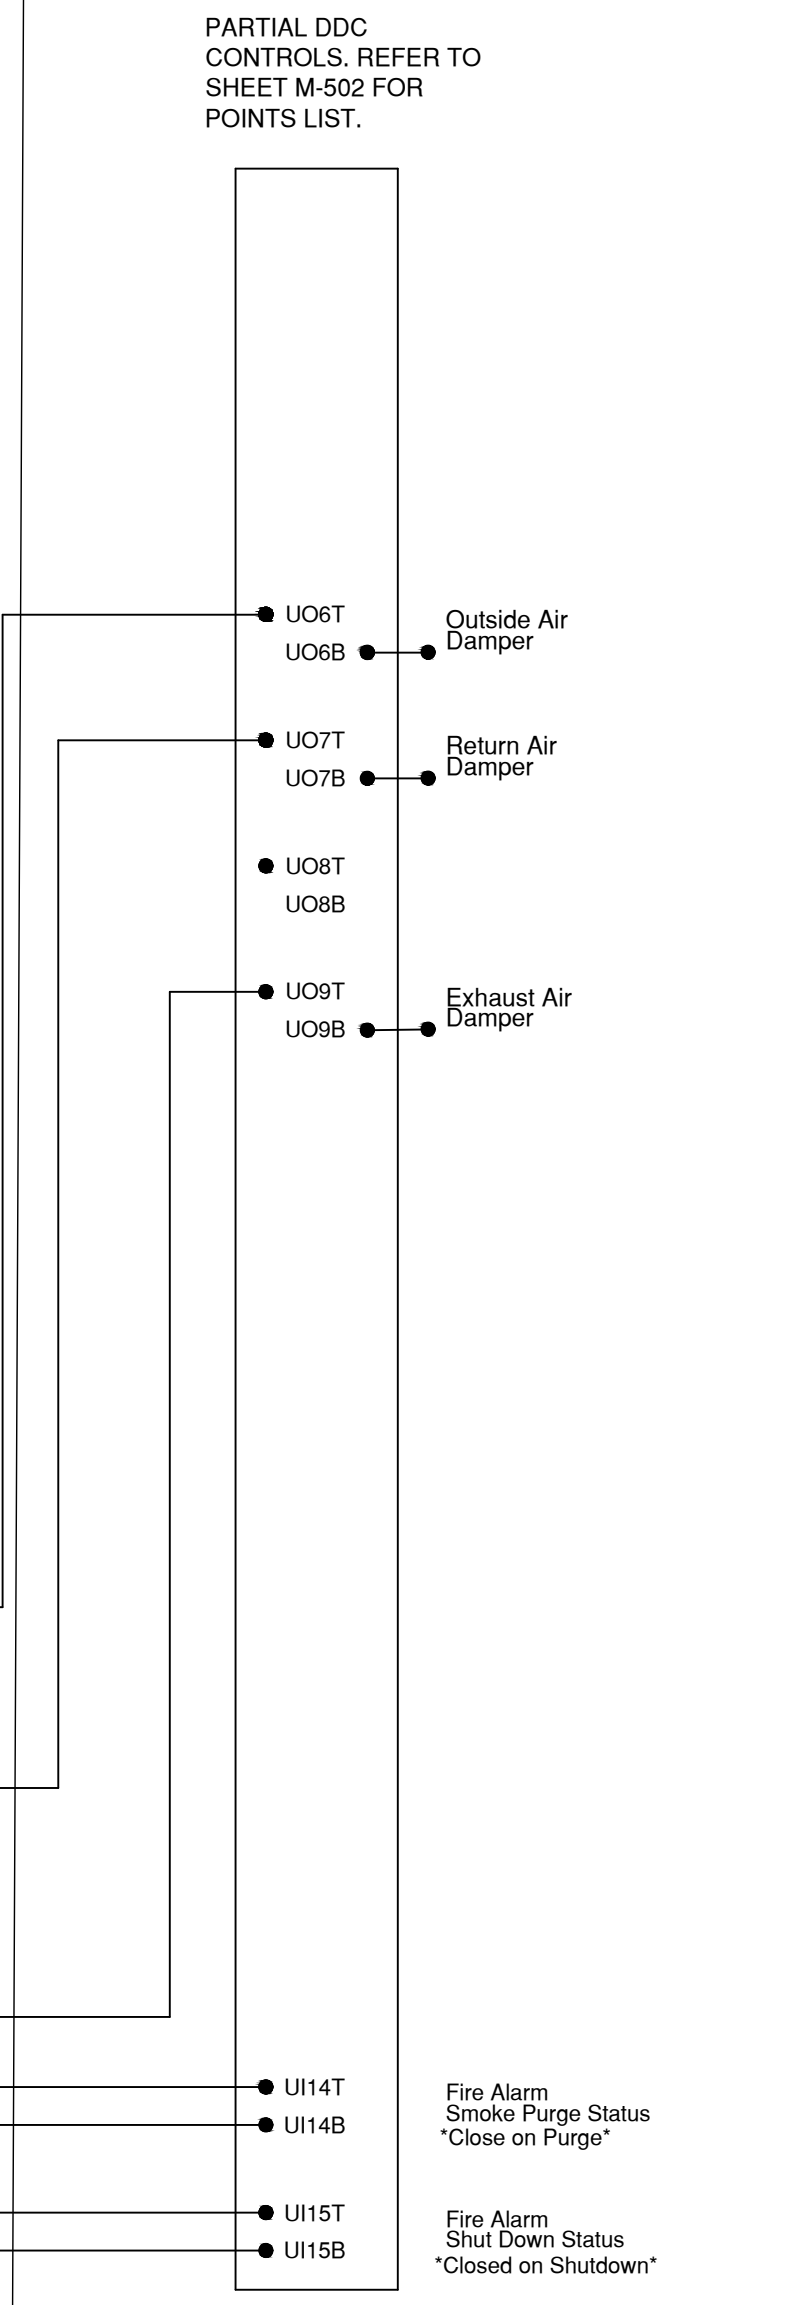 PARTIAL DDC
CONTROLS. REFER TO
SHEET M-502 FOR
POINTS LIST.
UO6T
UO6B
Outside Air
Damper
UO7T
UO7B
Return Air
Damper
UO8T
UO8B
UO9T
UO9B
Exhaust Air
Damper
UI14T
UI14B
Fire Alarm
Smoke Purge Status
*Close on Purge*
UI15T
UI15B
Fire Alarm
Shut Down Status
*Closed on Shutdown*